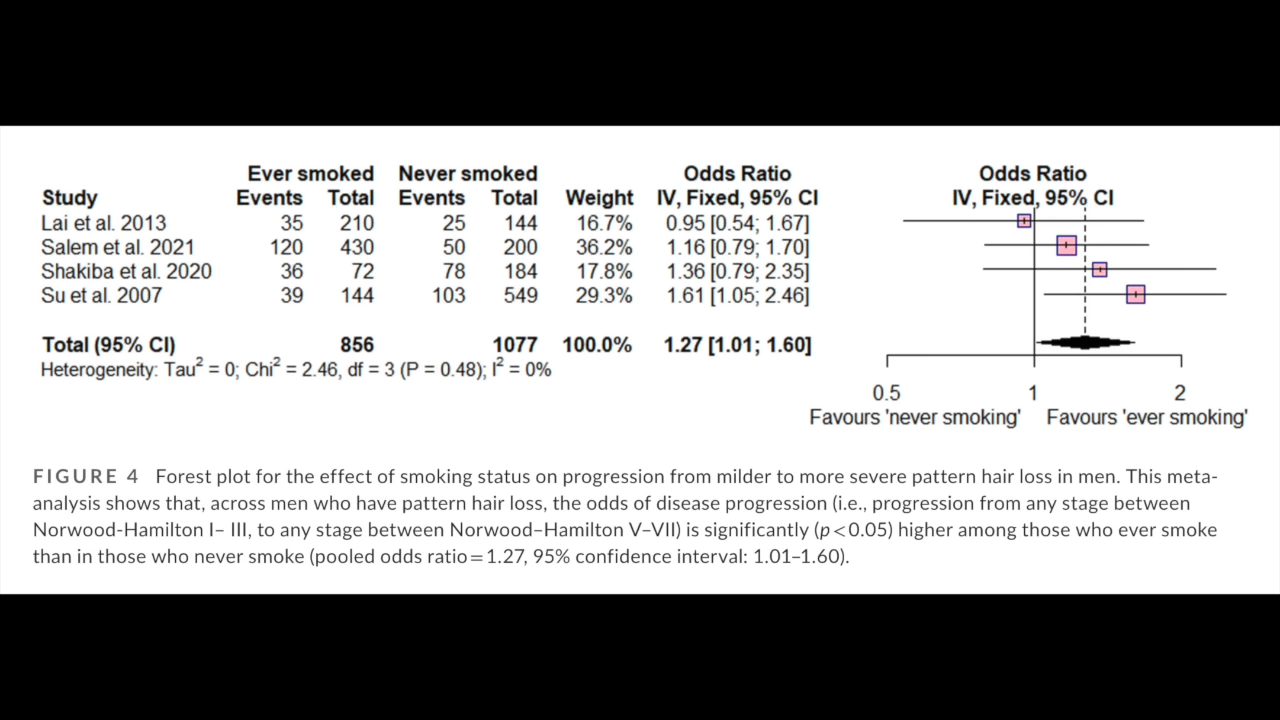 Ever smoked Never smoked Odds Ratio Odds Ratio
Study Events Total Events Total Weight IV, Fixed, 95% CI IV, Fixed, 95% CI
Lai et al. 2013 35 210 25 144 16.7% 0.95 [0.54; 1.67]
Salem et al. 2021 120 430 50 200 36.2% 1.16 [0.79; 1.70]
Shakiba et al. 2020 36 72 78 184 17.8% 1.36 [0.79; 2.35]
Su et al. 2007 39 144 103 549 29.3% 1.61 [1.05; 2.46]
Total (95% CI) 856 1077 100.0% 1.27 [1.01; 1.60]
Heterogeneity: Tau² = 0; Chi² = 2.46, df = 3 (P = 0.48); I² = 0%
0.5 1 2
Favours 'never smoking' Favours 'ever smoking'
FIGURE 4 Forest plot for the effect of smoking status on progression from milder to more severe pattern hair loss in men. This meta-
analysis shows that, across men who have pattern hair loss, the odds of disease progression (i.e., progression from any stage between
Norwood-Hamilton I– III, to any stage between Norwood–Hamilton V–VII) is significantly (p < 0.05) higher among those who ever smoke
than in those who never smoke (pooled odds ratio = 1.27, 95% confidence interval: 1.01–1.60).